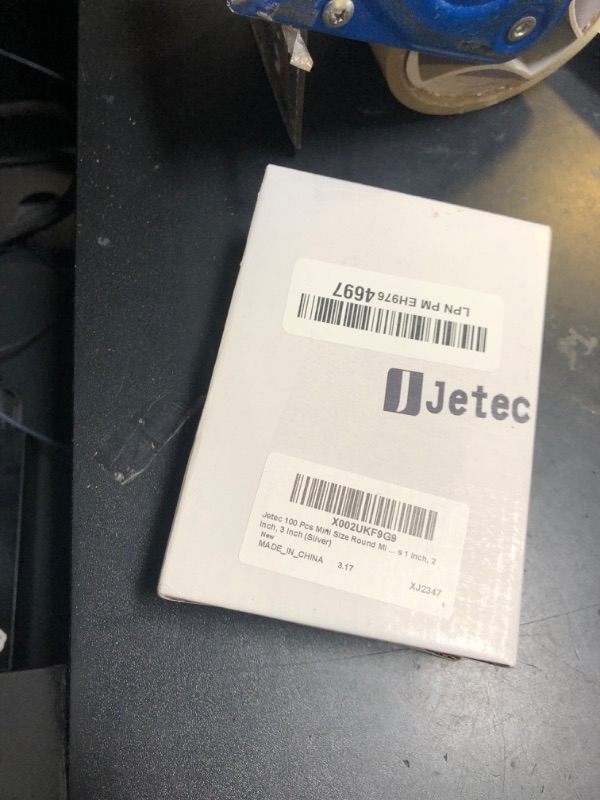 LPN PM EH9764697
Jetec
X002UKF9G9
Jetec 100 Pcs Mini Size Round Mi ... s 1 Inch, 2
Inch, 3 Inch (Silver)
New
MADE_IN_CHINA 3.17
XJ2347